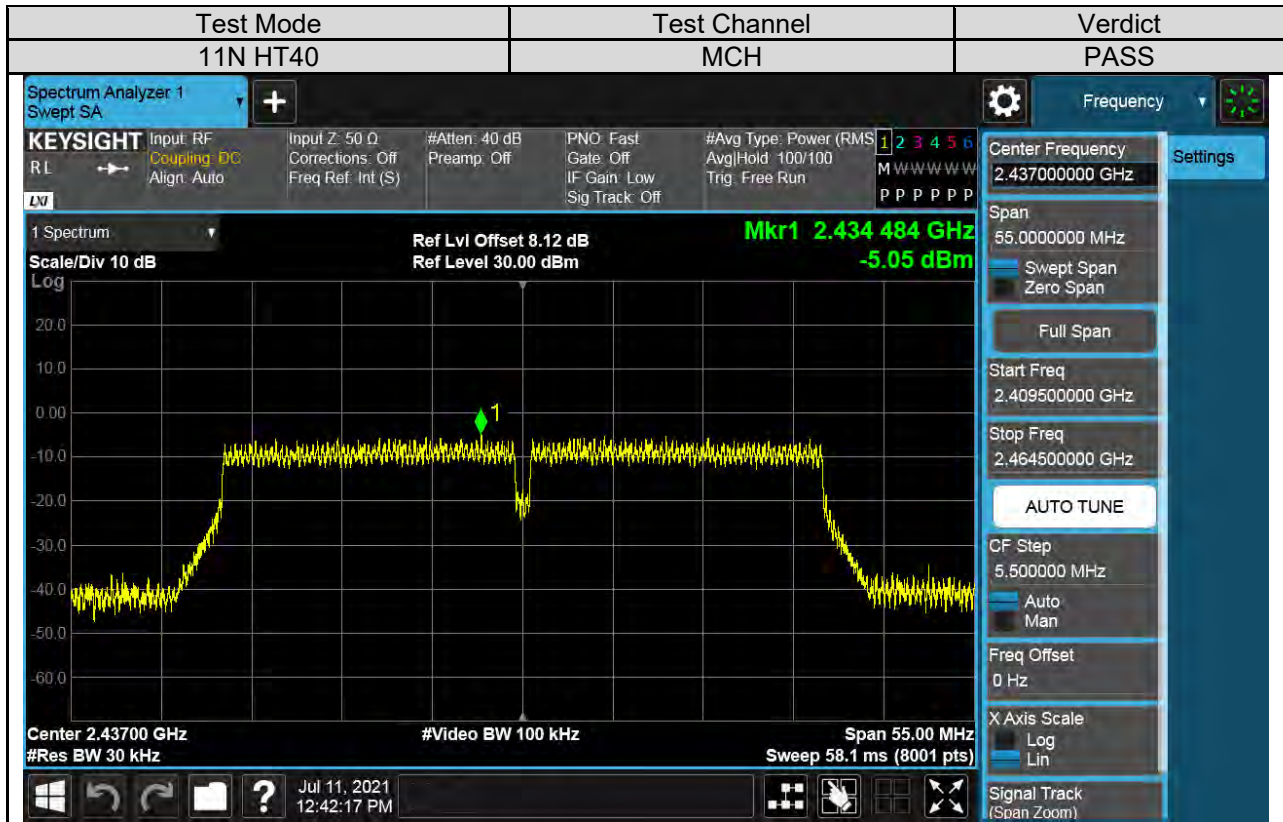 Test Mode Test Channel Verdict
11N HT40 MCH PASS
Spectrum Analyzer 1
Swept SA
+
Frequency
KEYSIGHT
R L
LXI
Input: RF
Coupling: DC
Align: Auto
Input Z: 50 Ω
Corrections: Off
Freq Ref: Int (S)
#Atten: 40 dB
Preamp: Off
PNO: Fast
Gate: Off
IF Gain: Low
Sig Track: Off
#Avg Type: Power (RMS
Avg|Hold: 100/100
Trig: Free Run
1 2 3 4 5 6
M W W W W W
P P P P P P
1 Spectrum
Scale/Div 10 dB
Log
Ref Lvl Offset 8.12 dB
Ref Level 30.00 dBm
Mkr1 2.434 484 GHz
-5.05 dBm
20.0
10.0
0.00
-10.0
-20.0
-30.0
-40.0
-50.0
-60.0
1
Center 2.43700 GHz #Video BW 100 kHz Span 55.00 MHz
#Res BW 30 kHz Sweep 58.1 ms (8001 pts)
Center Frequency
2.437000000 GHz
Settings
Span
55.0000000 MHz
Swept Span
Zero Span
Full Span
Start Freq
2.409500000 GHz
Stop Freq
2.464500000 GHz
AUTO TUNE
CF Step
5.500000 MHz
Auto
Man
Freq Offset
0 Hz
X Axis Scale
Log
Lin
Signal Track
(Span Zoom)
?
Jul 11, 2021
12:42:17 PM